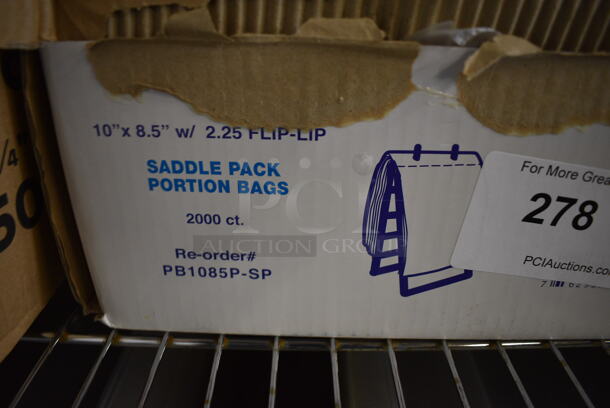 10"x 8.5" w/ 2.25 FLIP-LIP
SADDLE PACK
PORTION BAGS
2000 ct.
Re-order#
PB1085P-SP
For More Grea
278
PCIAuctions.co
PCI
AUCTION GROUP